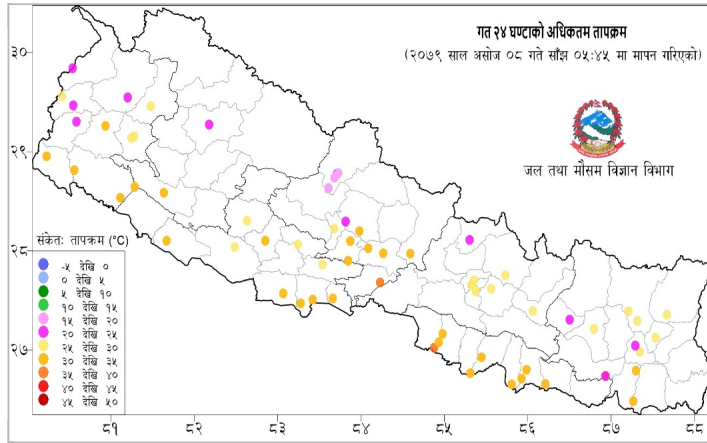 गत २४ घण्टाको अधिकतम तापक्रम
(२०७९ साल असोज ०८ गते साँझ ०५:४५ मा मापन गरिएको)
जल तथा मौसम विज्ञान विभाग
३०
२९
२८
२७
संकेतः तापक्रम (°C)
-५ देखि ०
० देखि ५
५ देखि १०
१० देखि १५
१५ देखि २०
२० देखि २५
२५ देखि ३०
३० देखि ३५
३५ देखि ४०
४० देखि ४५
४५ देखि ५०
८१ ८२ ८३ ८४ ८५ ८६ ८७ ८८